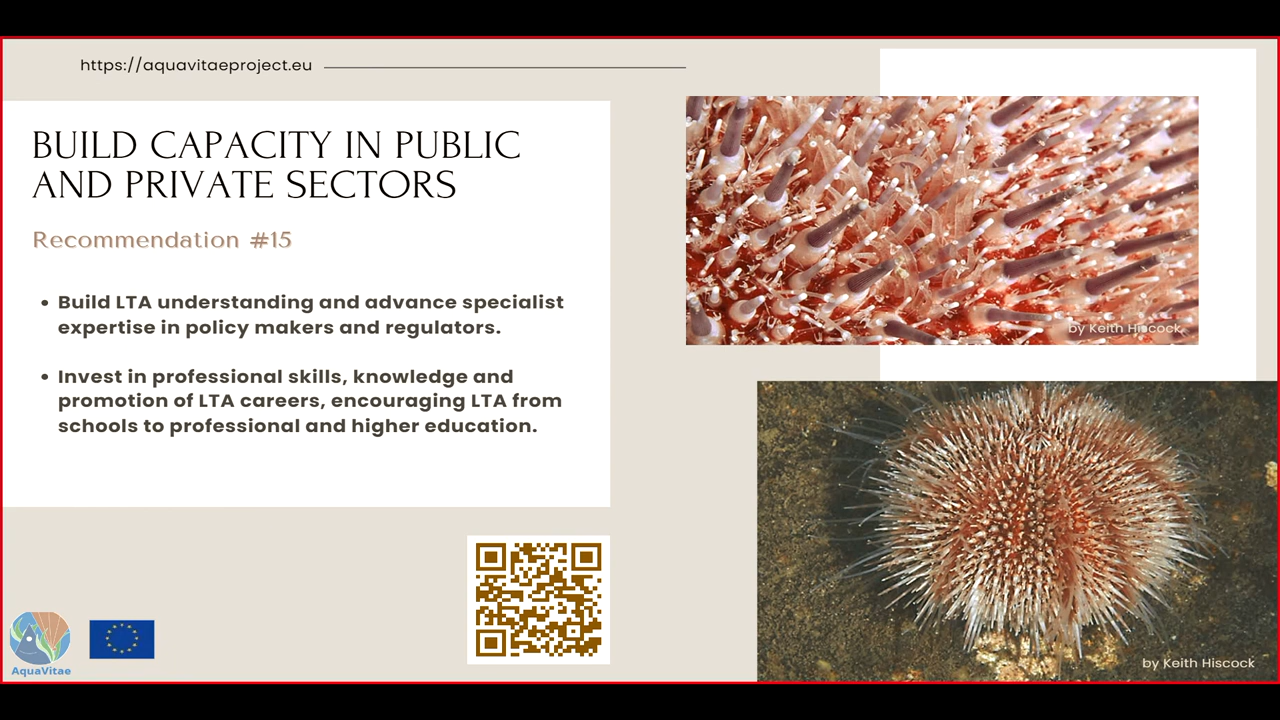 https://aquavitaeproject.eu
BUILD CAPACITY IN PUBLIC
AND PRIVATE SECTORS
Recommendation #15
• Build LTA understanding and advance specialist
expertise in policy makers and regulators.
• Invest in professional skills, knowledge and
promotion of LTA careers, encouraging LTA from
schools to professional and higher education.
by Keith Hiscock
by Keith Hiscock
AquaVitae